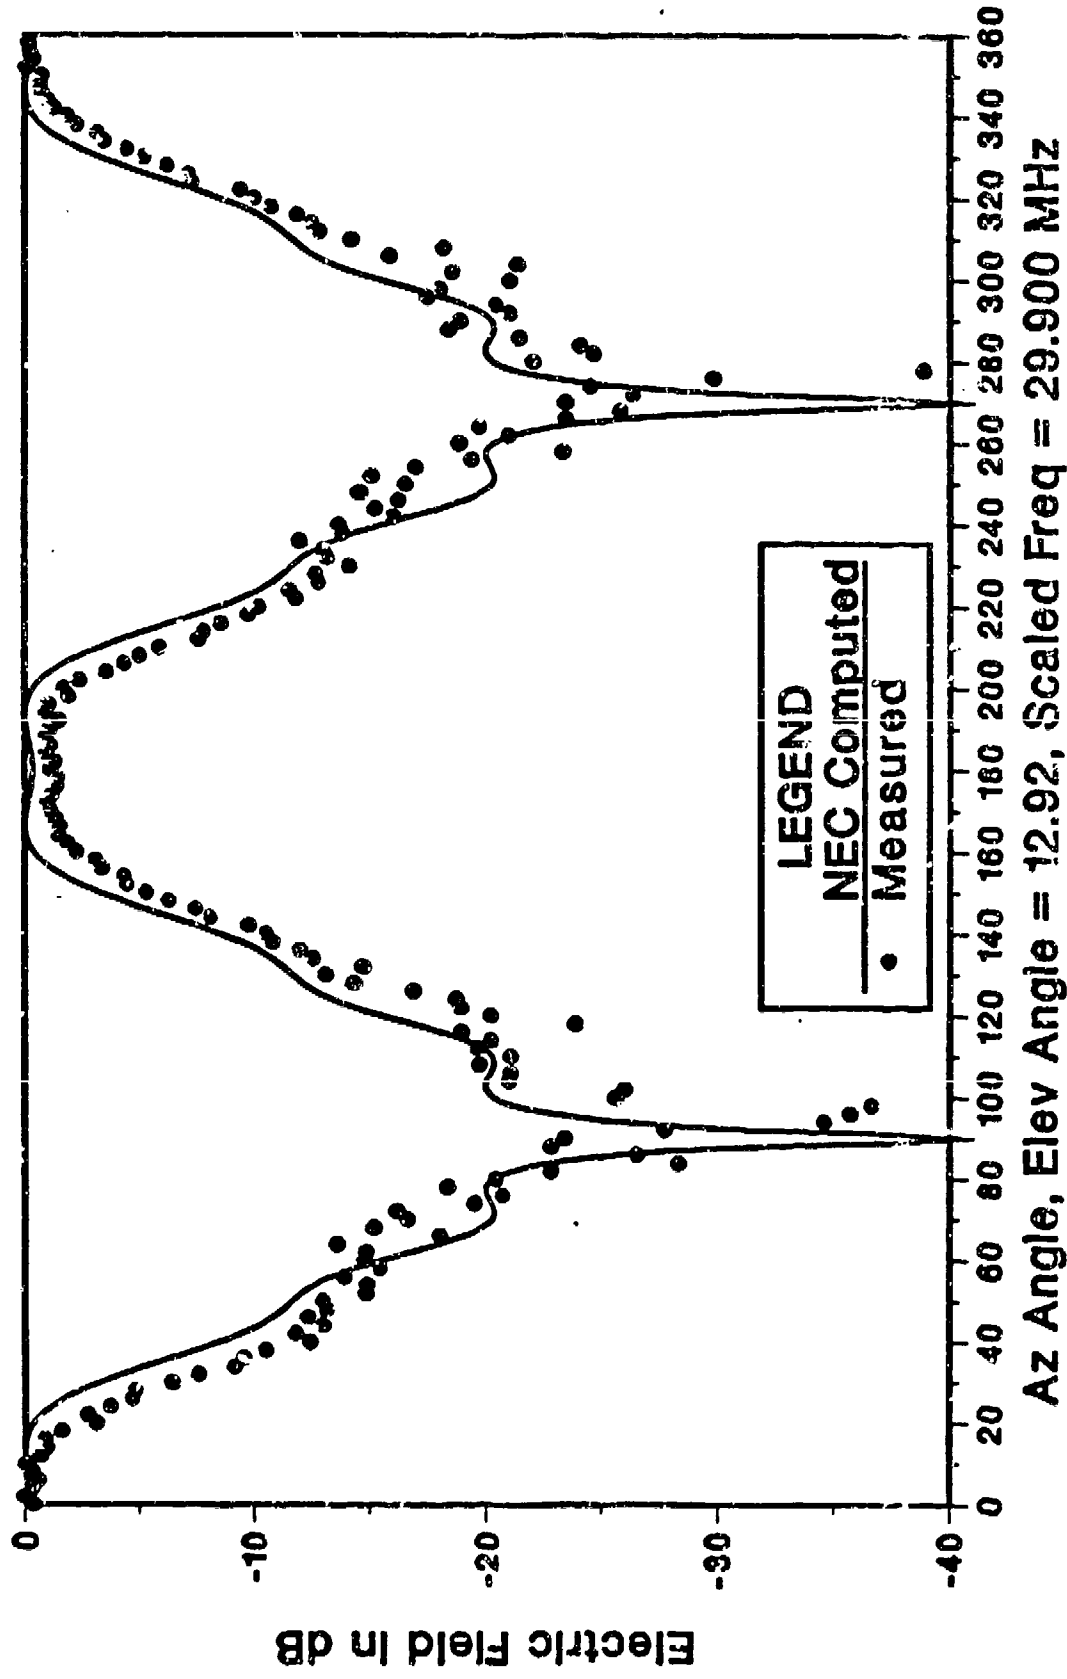 Electric Field in dB
0
-10
-20
-30
-40
0 20 40 60 80 100 120 140 160 180 200 220 240 260 280 300 320 340 360
Az Angle, Elev Angle = 12.92, Scaled Freq = 29.900 MHz
LEGEND
NEC Computed
Measured